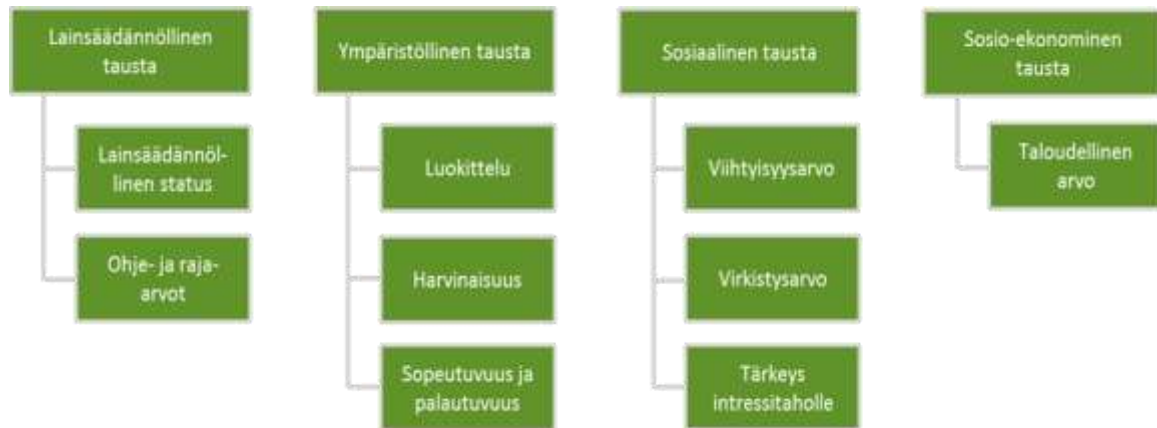 Lainsäädännöllinen
tausta
Lainsäädännöl-
linen status
Ohje- ja raja-
arvot
Ympäristöllinen tausta
Luokittelu
Harvinaisuus
Sopeutuvuus ja
palautuvuus
Sosiaalinen tausta
Viihtyisyysarvo
Virkistysarvo
Tärkeys
intressitaholle
Sosio-ekonominen
tausta
Taloudellinen
arvo